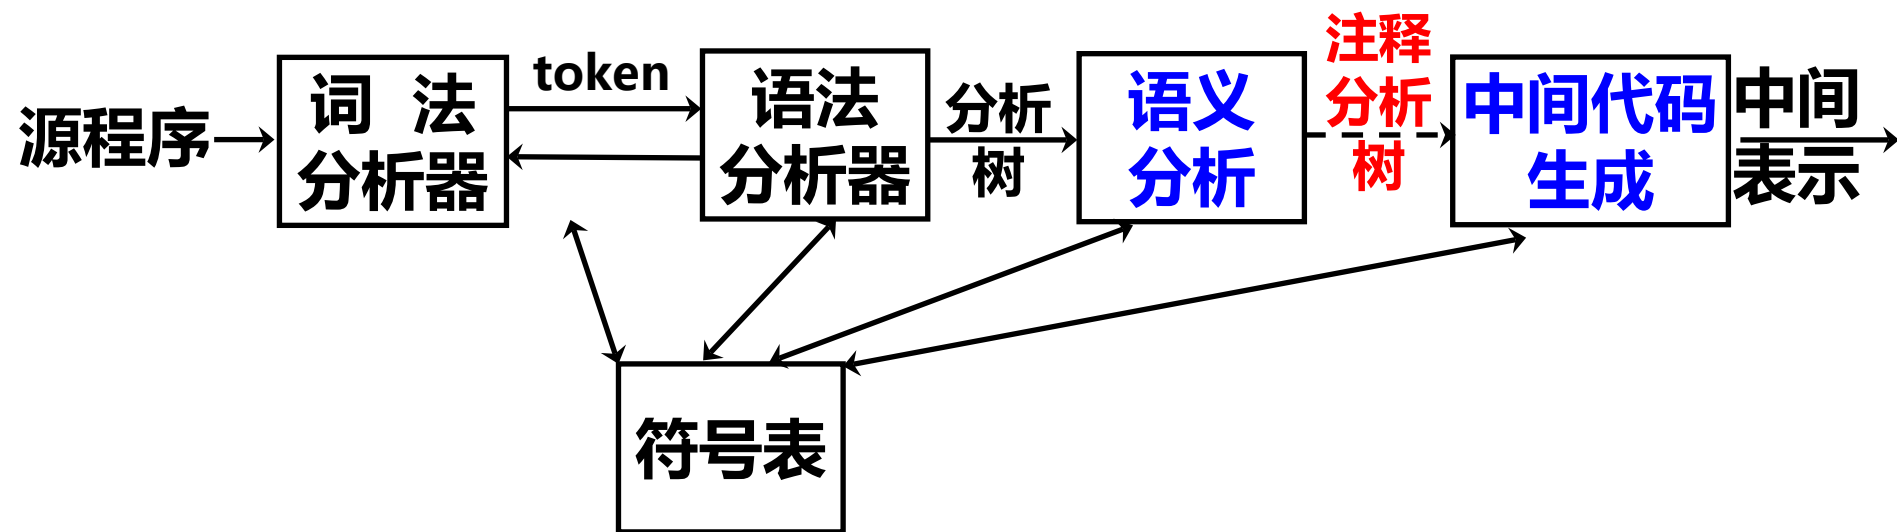 源程序
词 法
分析器
token
语法
分析器
分析
树
语义
分析
注释
分析
树
中间代码
生成
中间
表示
符号表